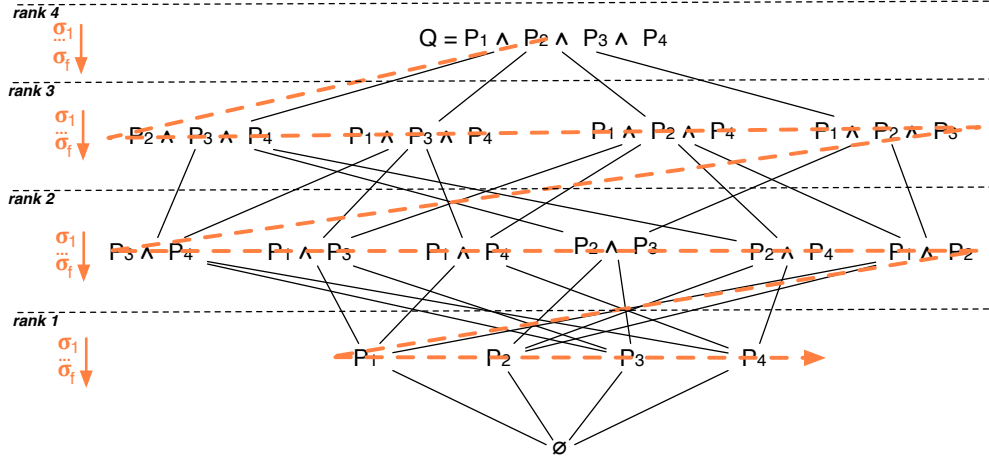 rank 4
σ1
...
σf
Q = P1 ∧ P2 ∧ P3 ∧ P4
rank 3
σ1
...
σf
P2 ∧ P3 ∧ P4 P1 ∧ P3 ∧ P4 P1 ∧ P2 ∧ P4 P1 ∧ P2 ∧ P3
rank 2
σ1
...
σf
P3 ∧ P4 P1 ∧ P3 P1 ∧ P4 P2 ∧ P3 P2 ∧ P4 P1 ∧ P2
rank 1
σ1
...
σf
P1 P2 P3 P4
∅